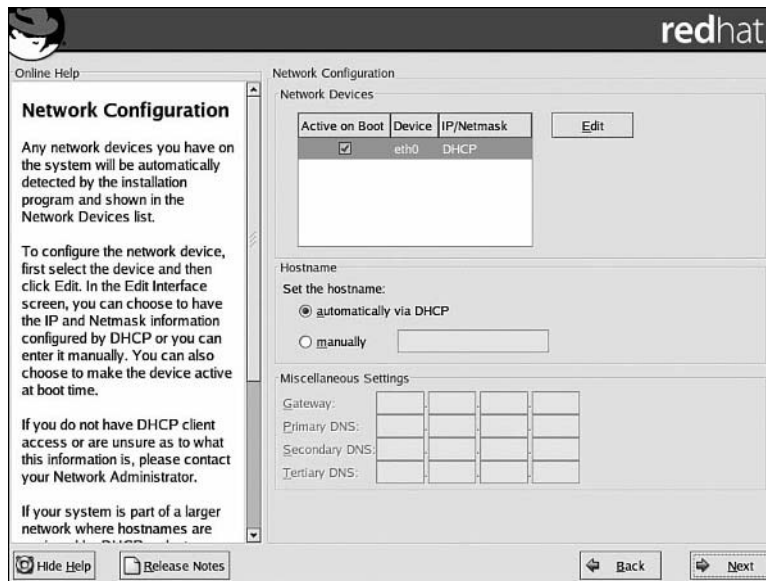 redhat
Online Help
Network Configuration
Any network devices you have on
the system will be automatically
detected by the installation
program and shown in the
Network Devices list.
To configure the network device,
first select the device and then
click Edit. In the Edit Interface
screen, you can choose to have
the IP and Netmask information
configured by DHCP or you can
enter it manually. You can also
choose to make the device active
at boot time.
If you do not have DHCP client
access or are unsure as to what
this information is, please contact
your Network Administrator.
If your system is part of a larger
network where hostnames are
Network Configuration
Network Devices
Active on Boot Device IP/Netmask
eth0 DHCP
Edit
Hostname
Set the hostname:
automatically via DHCP
manually
Miscellaneous Settings
Gateway:
Primary DNS:
Secondary DNS:
Tertiary DNS:
Hide Help
Release Notes
Back
Next